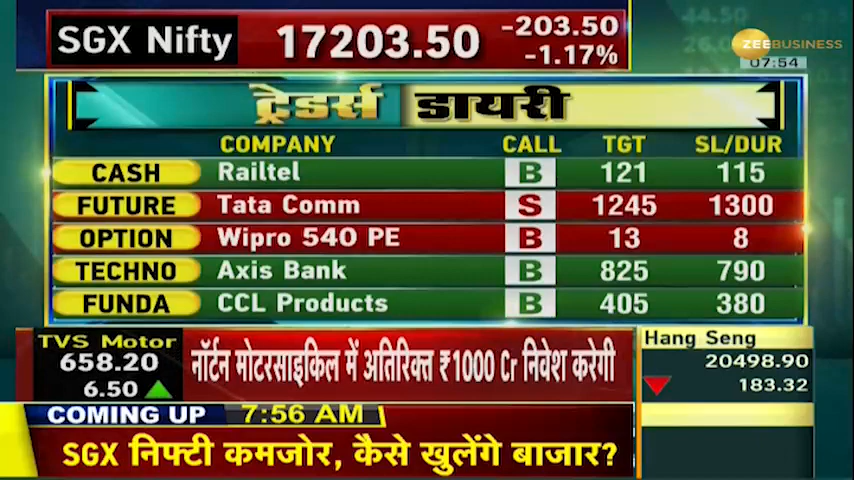 SGX Nifty 17203.50 -203.50
-1.17%
ZEE BUSINESS
07:54
ट्रेडर्स डायरी
COMPANY CALL TGT SL/DUR
CASH Railtel B 121 115
FUTURE Tata Comm S 1245 1300
OPTION Wipro 540 PE B 13 8
TECHNO Axis Bank B 825 790
FUNDA CCL Products B 405 380
TVS Motor
658.20
6.50
नॉर्टन मोटरसाइकिल में अतिरिक्त ₹1000 Cr निवेश करेगी
Hang Seng
20498.90
183.32
COMING UP 7:56 AM
SGX निफ्टी कमजोर, कैसे खुलेंगे बाजार?